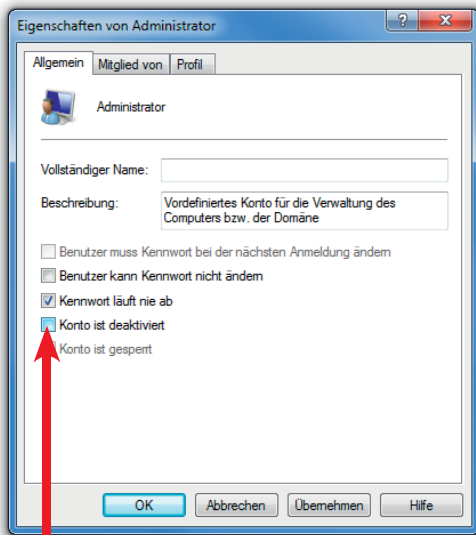 Eigenschaften von Administrator
Allgemein Mitglied von Profil
Administrator
Vollständiger Name:
Beschreibung: Vordefiniertes Konto für die Verwaltung des
Computers bzw. der Domäne
Benutzer muss Kennwort bei der nächsten Anmeldung ändern
Benutzer kann Kennwort nicht ändern
Kennwort läuft nie ab
Konto ist deaktiviert
Konto ist gesperrt
OK Abbrechen Übernehmen Hilfe